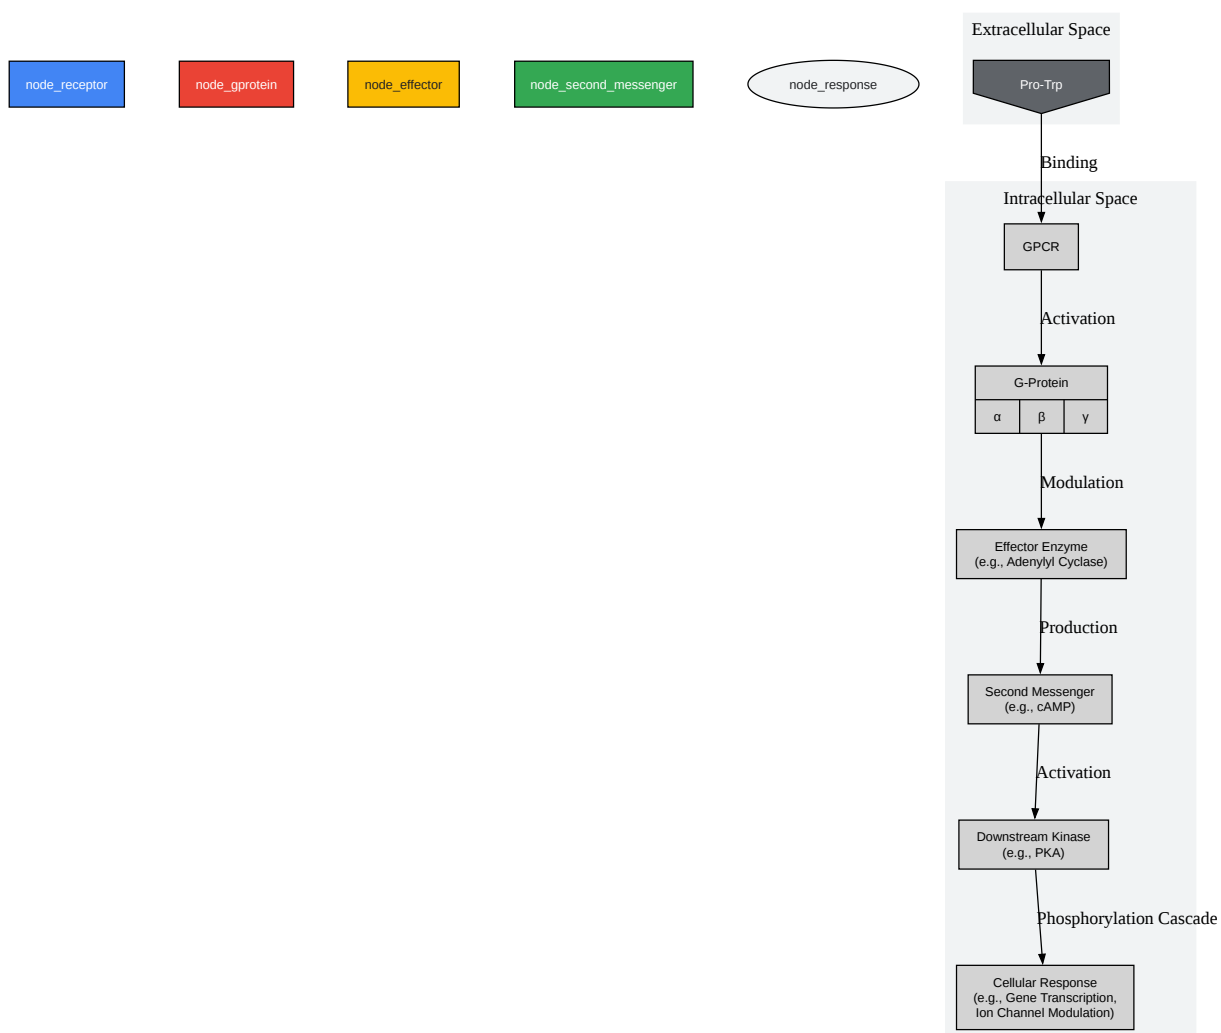 Extracellular Space
node_receptor
node_gprotein
node_effector
node_second_messenger
node_response
Pro-Trp
Binding
Intracellular Space
GPCR
Activation
G-Protein
α
β
γ
Modulation
Effector Enzyme
(e.g., Adenylyl Cyclase)
Production
Second Messenger
(e.g., cAMP)
Activation
Downstream Kinase
(e.g., PKA)
Phosphorylation Cascade
Cellular Response
(e.g., Gene Transcription,
Ion Channel Modulation)